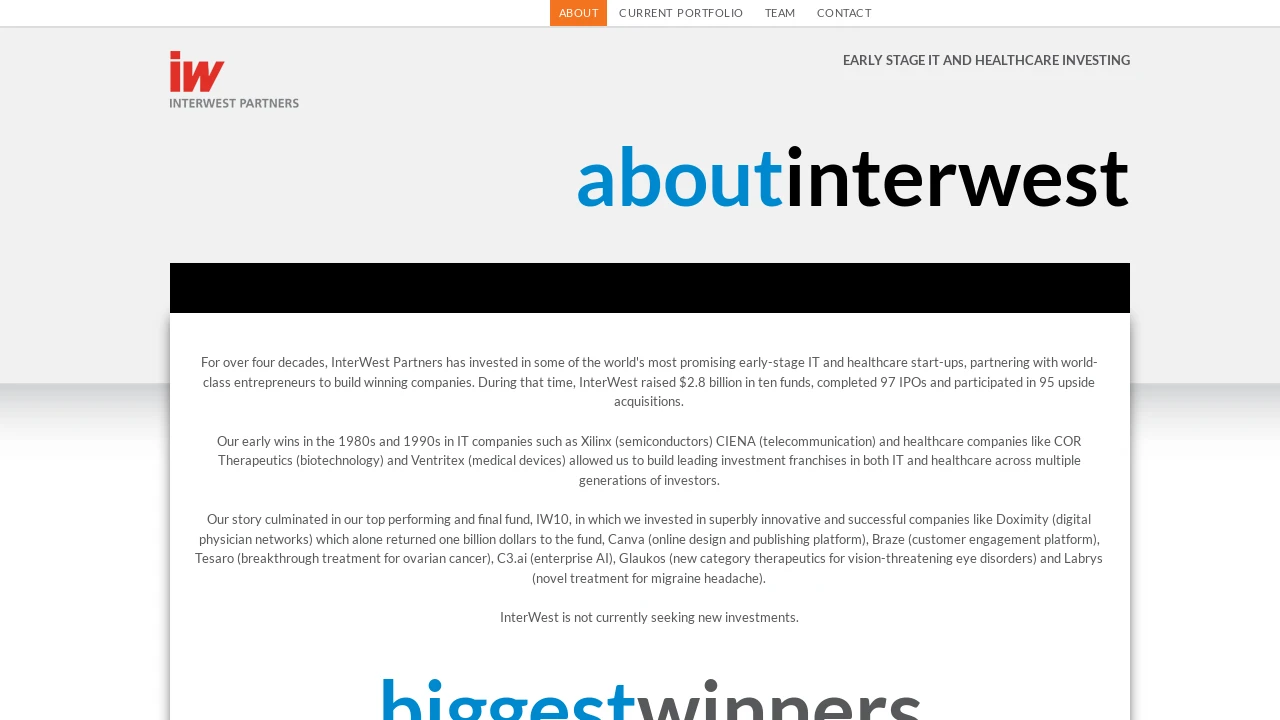 ABOUT CURRENT PORTFOLIO TEAM CONTACT
iw
INTERWEST PARTNERS
EARLY STAGE IT AND HEALTHCARE INVESTING
aboutinterwest
For over four decades, InterWest Partners has invested in some of the world's most promising early-stage IT and healthcare start-ups, partnering with world-
class entrepreneurs to build winning companies. During that time, InterWest raised $2.8 billion in ten funds, completed 97 IPOs and participated in 95 upside
acquisitions.
Our early wins in the 1980s and 1990s in IT companies such as Xilinx (semiconductors) CIENA (telecommunication) and healthcare companies like COR
Therapeutics (biotechnology) and Ventritex (medical devices) allowed us to build leading investment franchises in both IT and healthcare across multiple
generations of investors.
Our story culminated in our top performing and final fund, IW10, in which we invested in superbly innovative and successful companies like Doximity (digital
physician networks) which alone returned one billion dollars to the fund, Canva (online design and publishing platform), Braze (customer engagement platform),
Tesaro (breakthrough treatment for ovarian cancer), C3.ai (enterprise AI), Glaukos (new category therapeutics for vision-threatening eye disorders) and Labrys
(novel treatment for migraine headache).
InterWest is not currently seeking new investments.
biggestwinners